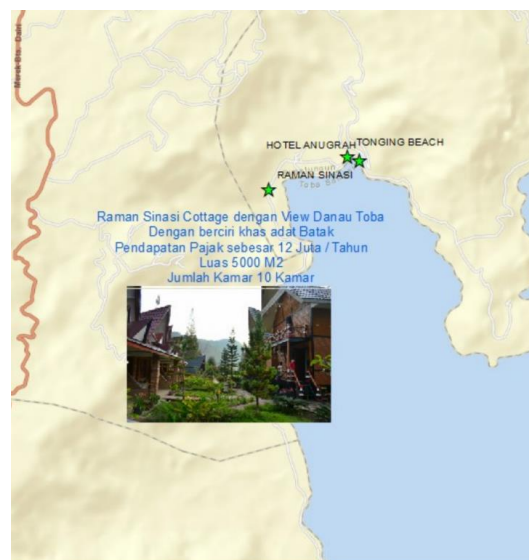 HOTEL ANUGRAH
TONGING BEACH
RAMAN SINASI
Toba
Raman Sinasi Cottage dengan View Danau Toba
Dengan berciri khas adat Batak
Pendapatan Pajak sebesar 12 Juta / Tahun
Luas 5000 M2
Jumlah Kamar 10 Kamar